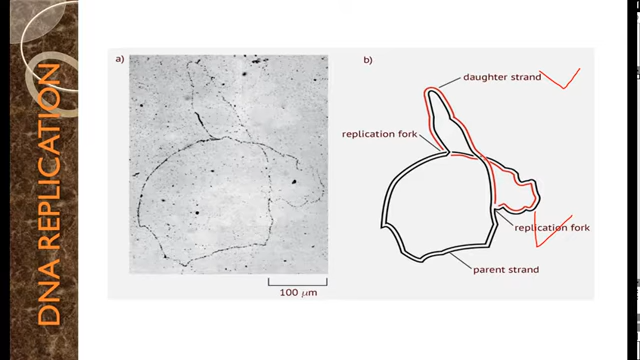 DNA REPLICATION
a)
b)
daughter strand
replication fork
replication fork
parent strand
100 µm